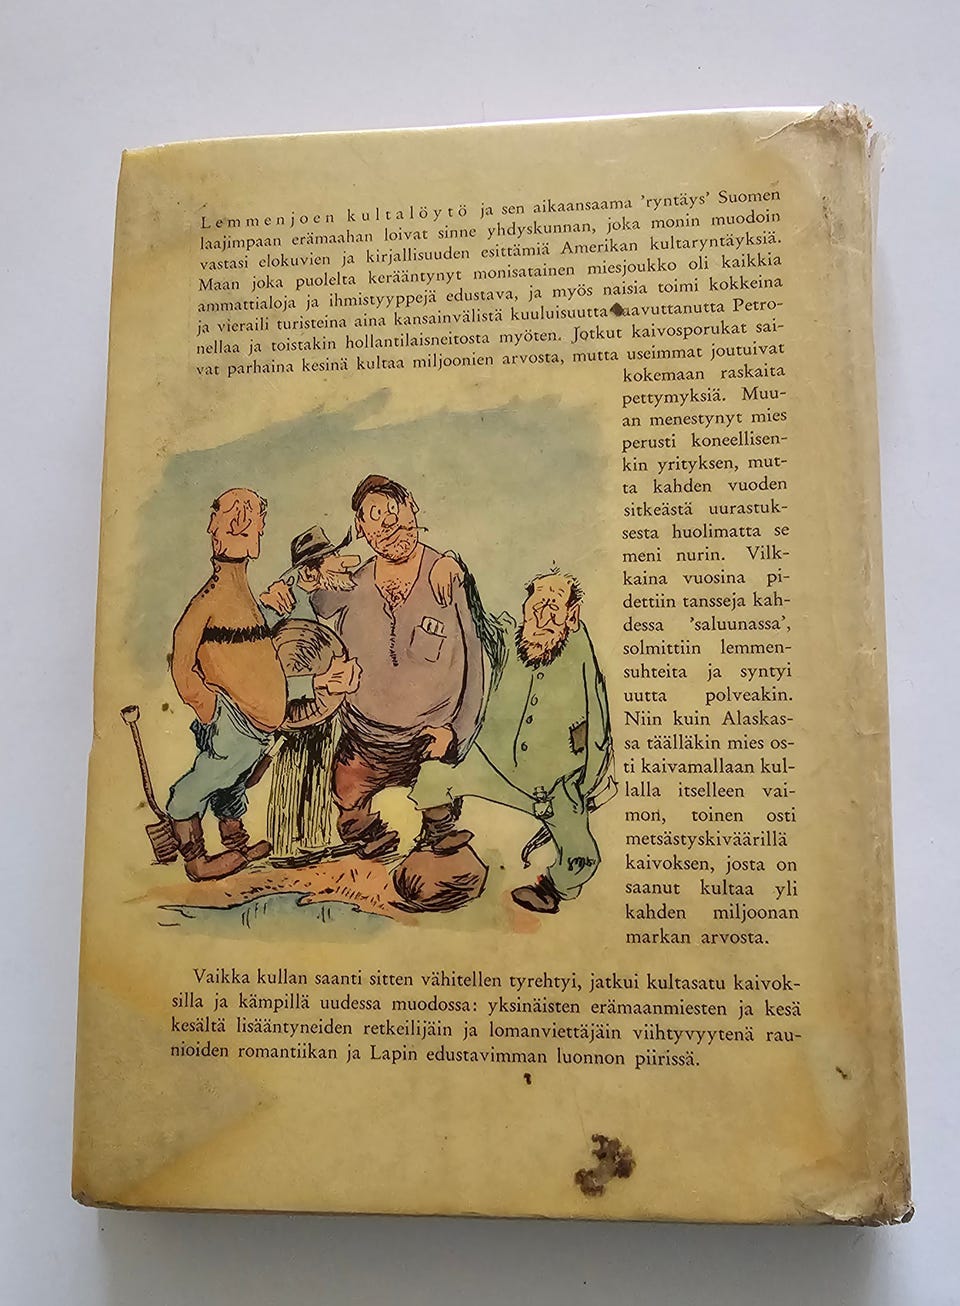 Lemmenjoen kultalöytö ja sen aikaansaama ’ryntäys’ Suomen
laajimpaan erämaahan loivat sinne yhdyskunnan, joka monin muodoin
vastasi elokuvien ja kirjallisuuden esittämiä Amerikan kultaryntäyksiä.
Maan joka puolelta kerääntynyt monisatainen miesjoukko oli kaikkia
ammattialoja ja ihmistyyppejä edustava, ja myös naisia toimi kokkeina
ja vieraili turisteina aina kansainvälistä kuuluisuutta saavuttanutta Petro-
nellaa ja toistakin hollantilaisneitosta myöten. Jotkut kaivosporukat sai-
vat parhaina kesinä kultaa miljoonien arvosta, mutta useimmat joutuivat
kokemaan raskaita
pettymyksiä. Muu-
an menestynyt mies
perusti koneellisen-
kin yrityksen, mut-
ta kahden vuoden
sitkeästä uurastuk-
sesta huolimatta se
meni nurin. Vilk-
kaina vuosina pi-
dettiin tansseja kah-
dessa ’saluunassa’,
solmittiin lemmen-
suhteita ja syntyi
uutta polveakin.
Niin kuin Alaskas-
sa täälläkin mies os-
ti kaivamallaan kul-
lalla itselleen vai-
mon, toinen osti
metsästyskiväärillä
kaivoksen, josta on
saanut kultaa yli
kahden miljoonan
markan arvosta.
Vaikka kullan saanti sitten vähitellen tyrehtyi, jatkui kultasatu kaivok-
silla ja kämpillä uudessa muodossa: yksinäisten erämaanmiesten ja kesä
kesältä lisääntyneiden retkeilijäin ja lomanviettäjäin viihtyvyytenä rau-
nioiden romantiikan ja Lapin edustavimman luonnon piirissä.